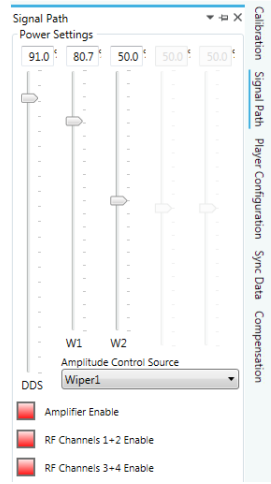 Signal Path
Power Settings
91.0 80.7 50.0 50.0 50.0
W1 W2
DDS
Amplitude Control Source
Wiper1
Amplifier Enable
RF Channels 1+2 Enable
RF Channels 3+4 Enable
Calibration
Signal Path
Player Configuration
Sync Data
Compensation